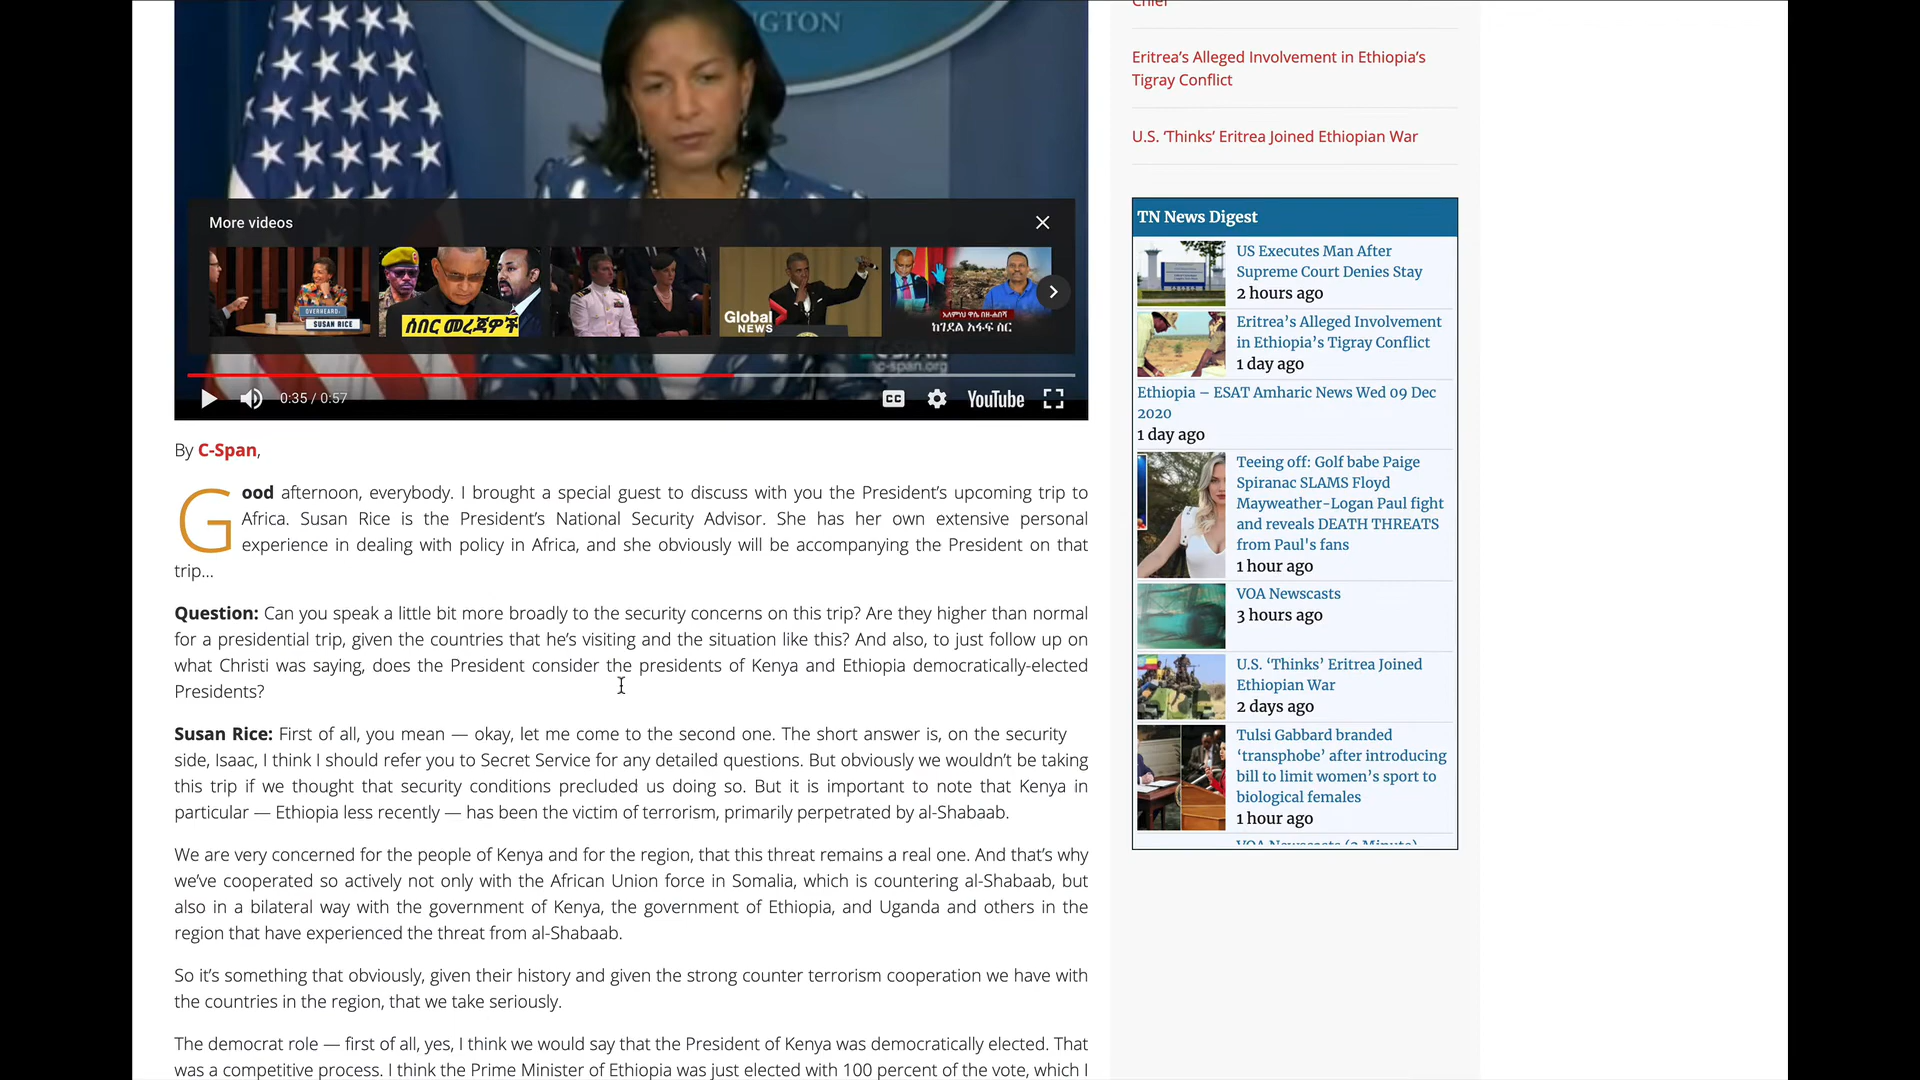 NGTON
More videos
OVERHEARD:
SUSAN RICE
ሰበር መረጃዎች
Global
NEWS
ከገደል አፋፍ ስር
c-span.org
0:35 / 0:57
CC
YouTube
By C-Span,
Good afternoon, everybody. I brought a special guest to discuss with you the President’s upcoming trip to
Africa. Susan Rice is the President’s National Security Advisor. She has her own extensive personal
experience in dealing with policy in Africa, and she obviously will be accompanying the President on that
trip…
Question: Can you speak a little bit more broadly to the security concerns on this trip? Are they higher than normal
for a presidential trip, given the countries that he’s visiting and the situation like this? And also, to just follow up on
what Christi was saying, does the President consider the presidents of Kenya and Ethiopia democratically-elected
Presidents?
Susan Rice: First of all, you mean — okay, let me come to the second one. The short answer is, on the security
side, Isaac, I think I should refer you to Secret Service for any detailed questions. But obviously we wouldn’t be taking
this trip if we thought that security conditions precluded us doing so. But it is important to note that Kenya in
particular — Ethiopia less recently — has been the victim of terrorism, primarily perpetrated by al-Shabaab.
We are very concerned for the people of Kenya and for the region, that this threat remains a real one. And that’s why
we’ve cooperated so actively not only with the African Union force in Somalia, which is countering al-Shabaab, but
also in a bilateral way with the government of Kenya, the government of Ethiopia, and Uganda and others in the
region that have experienced the threat from al-Shabaab.
So it’s something that obviously, given their history and given the strong counter terrorism cooperation we have with
the countries in the region, that we take seriously.
The democrat role — first of all, yes, I think we would say that the President of Kenya was democratically elected. That
was a competitive process. I think the Prime Minister of Ethiopia was just elected with 100 percent of the vote, which I
Chief
Eritrea’s Alleged Involvement in Ethiopia’s
Tigray Conflict
U.S. ‘Thinks’ Eritrea Joined Ethiopian War
TN News Digest
US Executes Man After
Supreme Court Denies Stay
2 hours ago
Eritrea’s Alleged Involvement
in Ethiopia’s Tigray Conflict
1 day ago
Ethiopia – ESAT Amharic News Wed 09 Dec
2020
1 day ago
Teeing off: Golf babe Paige
Spiranac SLAMS Floyd
Mayweather-Logan Paul fight
and reveals DEATH THREATS
from Paul's fans
1 hour ago
VOA Newscasts
3 hours ago
U.S. ‘Thinks’ Eritrea Joined
Ethiopian War
2 days ago
Tulsi Gabbard branded
‘transphobe’ after introducing
bill to limit women’s sport to
biological females
1 hour ago